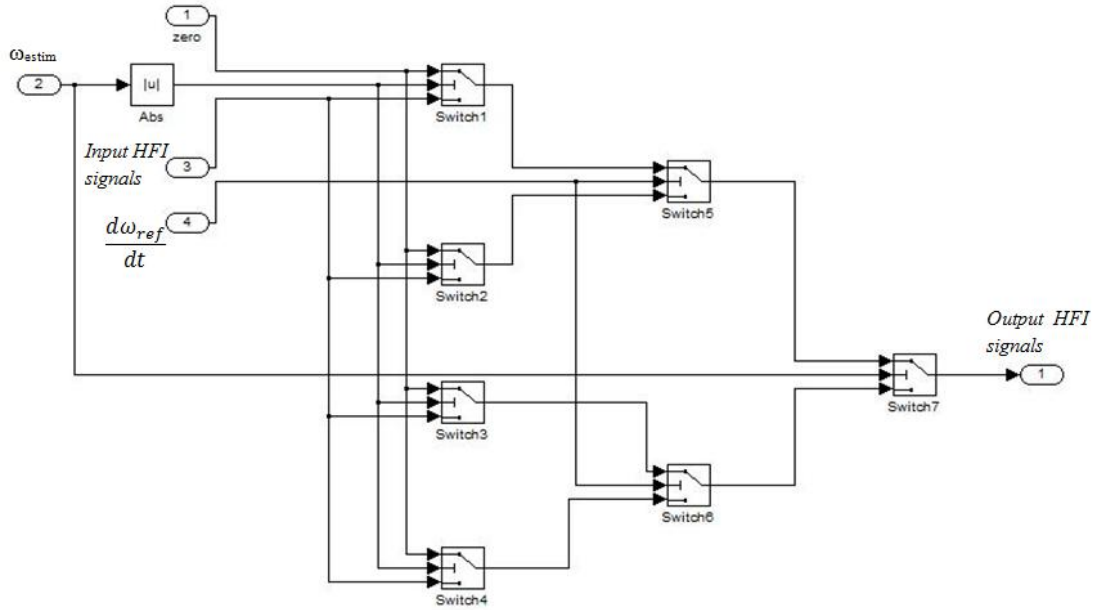 1
zero
ωestim
2
|u|
Abs
Switch1
Input HFI
signals
3
4
dω_ref
dt
Switch5
Switch2
Output HFI
signals
1
Switch7
Switch3
Switch6
Switch4